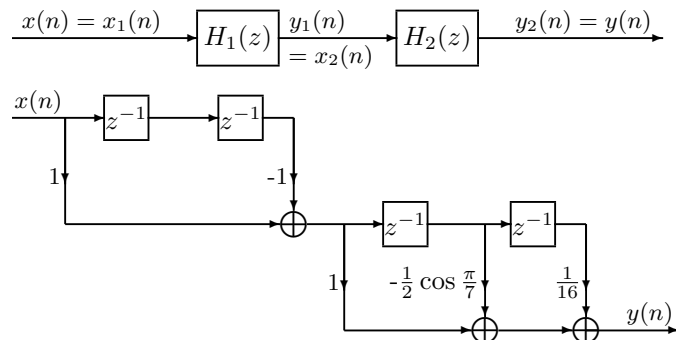 x(n) = x₁(n) H₁(z) y₁(n) H₂(z) y₂(n) = y(n)
= x₂(n)
x(n)
z⁻¹ z⁻¹
1 -1
z⁻¹ z⁻¹
1 -½ cos π/7 1/16
y(n)